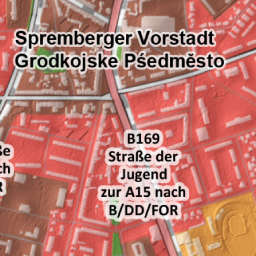 Spremberger Vorstadt
Grodkojske Pśedměsto
B169
Straße der
Jugend
zur A15 nach
B/DD/FOR